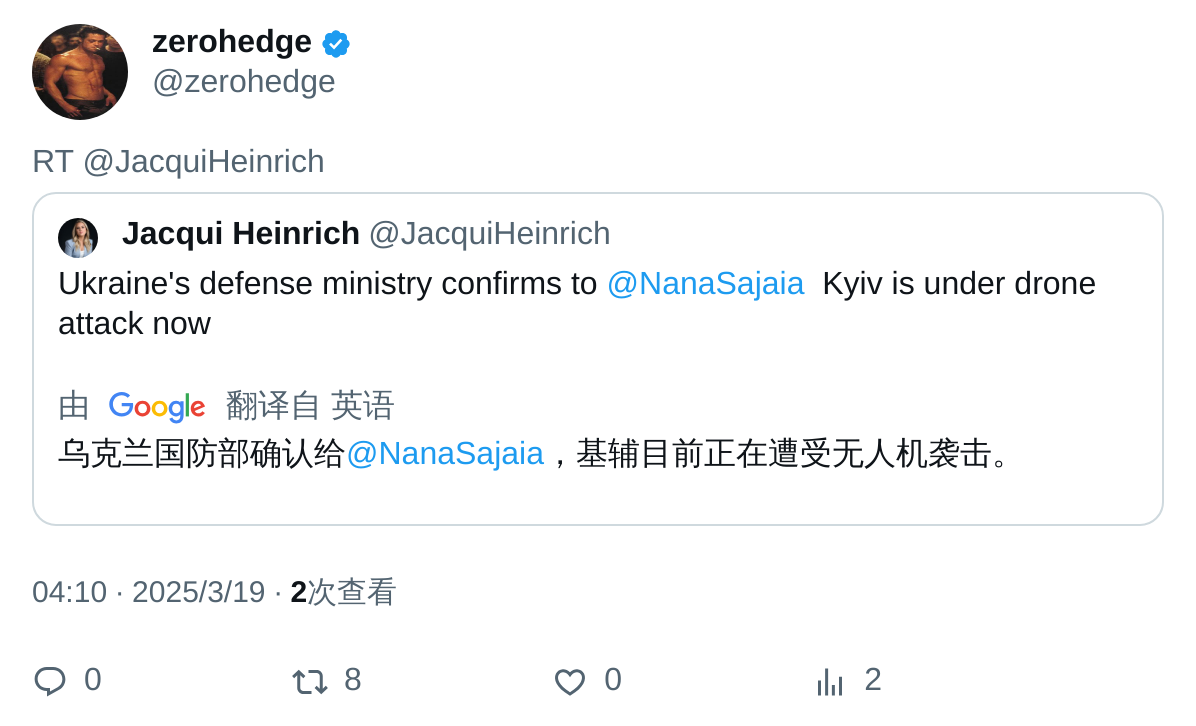 zerohedge
@zerohedge
RT @JacquiHeinrich
Jacqui Heinrich @JacquiHeinrich
Ukraine's defense ministry confirms to @NanaSajaia  Kyiv is under drone
attack now
由 Google 翻译自 英语
乌克兰国防部确认给@NanaSajaia，基辅目前正在遭受无人机袭击。
04:10 · 2025/3/19 · 2次查看
0 8 0 2